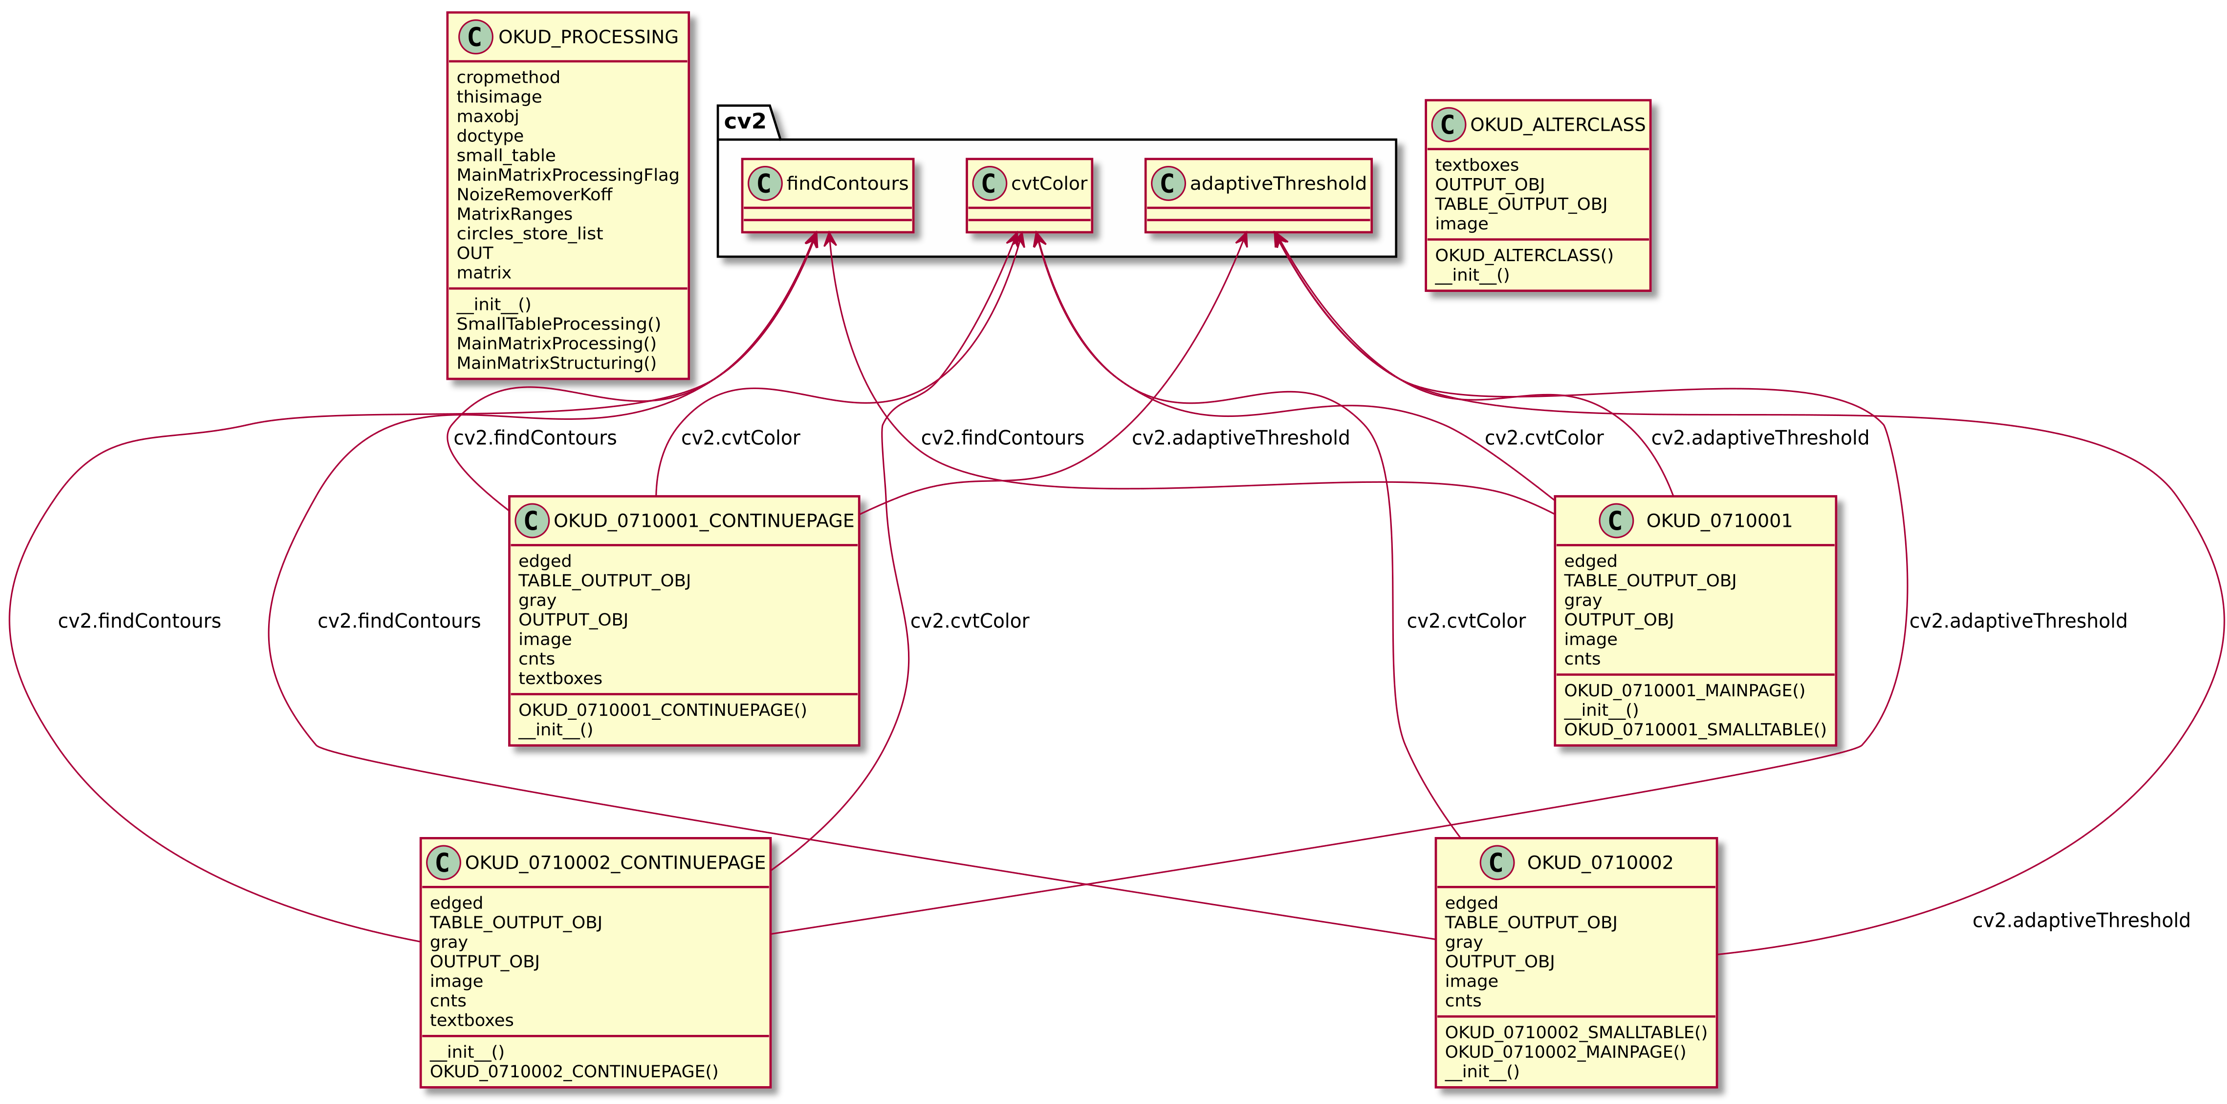 C OKUD_PROCESSING
cropmethod
thisimage
maxobj
doctype
small_table
MainMatrixProcessingFlag
NoizeRemoverKoff
MatrixRanges
circles_store_list
OUT
matrix
__init__()
SmallTableProcessing()
MainMatrixProcessing()
MainMatrixStructuring()
cv2
C findContours
C cvtColor
C adaptiveThreshold
C OKUD_ALTERCLASS
textboxes
OUTPUT_OBJ
TABLE_OUTPUT_OBJ
image
OKUD_ALTERCLASS()
__init__()
cv2.findContours
cv2.cvtColor
cv2.findContours
cv2.adaptiveThreshold
cv2.cvtColor
cv2.adaptiveThreshold
C OKUD_0710001_CONTINUEPAGE
edged
TABLE_OUTPUT_OBJ
gray
OUTPUT_OBJ
image
cnts
textboxes
OKUD_0710001_CONTINUEPAGE()
__init__()
C OKUD_0710001
edged
TABLE_OUTPUT_OBJ
gray
OUTPUT_OBJ
image
cnts
OKUD_0710001_MAINPAGE()
__init__()
OKUD_0710001_SMALLTABLE()
cv2.findContours
cv2.findContours
cv2.cvtColor
cv2.cvtColor
cv2.adaptiveThreshold
C OKUD_0710002_CONTINUEPAGE
edged
TABLE_OUTPUT_OBJ
gray
OUTPUT_OBJ
image
cnts
textboxes
__init__()
OKUD_0710002_CONTINUEPAGE()
C OKUD_0710002
edged
TABLE_OUTPUT_OBJ
gray
OUTPUT_OBJ
image
cnts
OKUD_0710002_SMALLTABLE()
OKUD_0710002_MAINPAGE()
__init__()
cv2.adaptiveThreshold